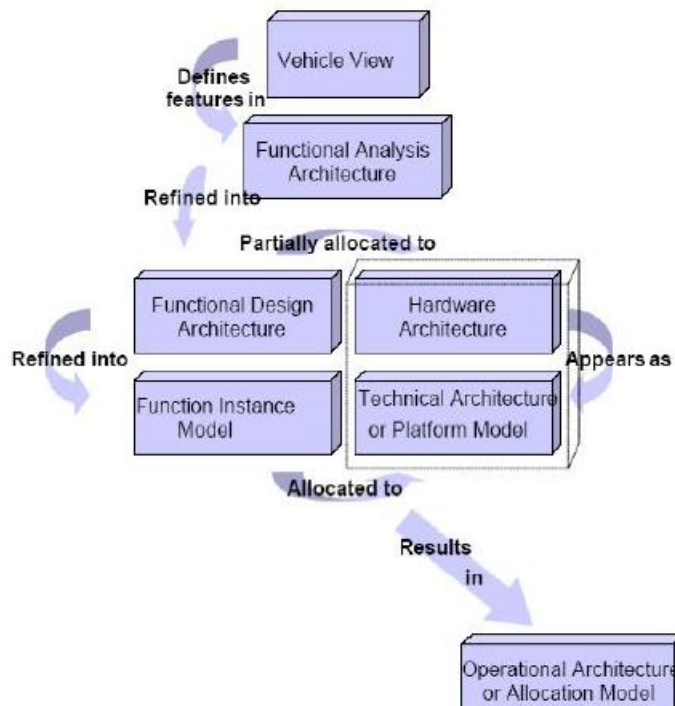 Vehicle View
Defines
features in
Functional Analysis
Architecture
Refined into
Partially allocated to
Functional Design
Architecture
Hardware
Architecture
Refined into
Appears as
Function Instance
Model
Technical Architecture
or Platform Model
Allocated to
Results
in
Operational Architecture
or Allocation Model